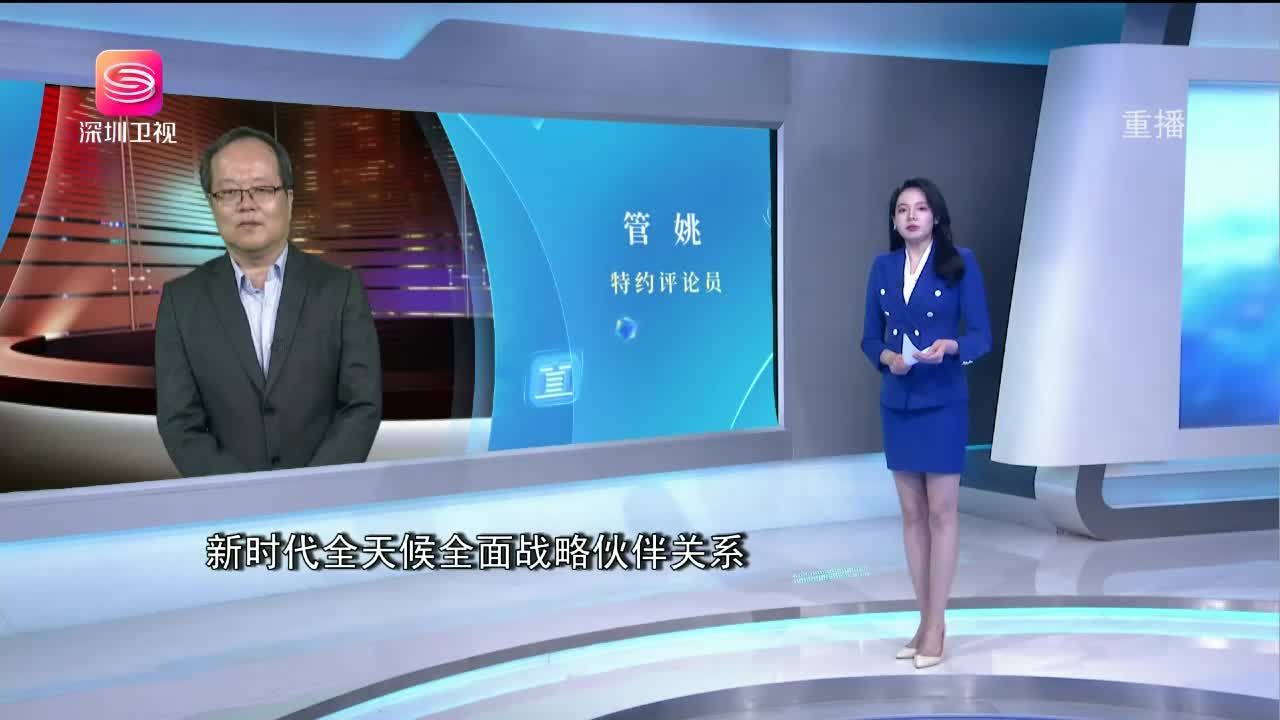 深圳卫视
重播
管 姚
特约评论员
新时代全天候全面战略伙伴关系